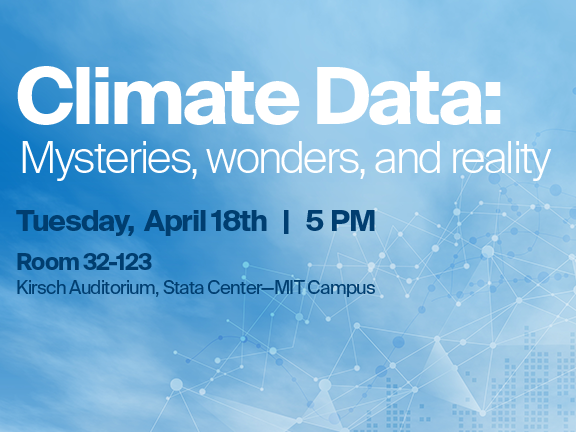 Climate Data:
Mysteries, wonders, and reality
Tuesday, April 18th | 5 PM
Room 32-123
Kirsch Auditorium, Stata Center—MIT Campus